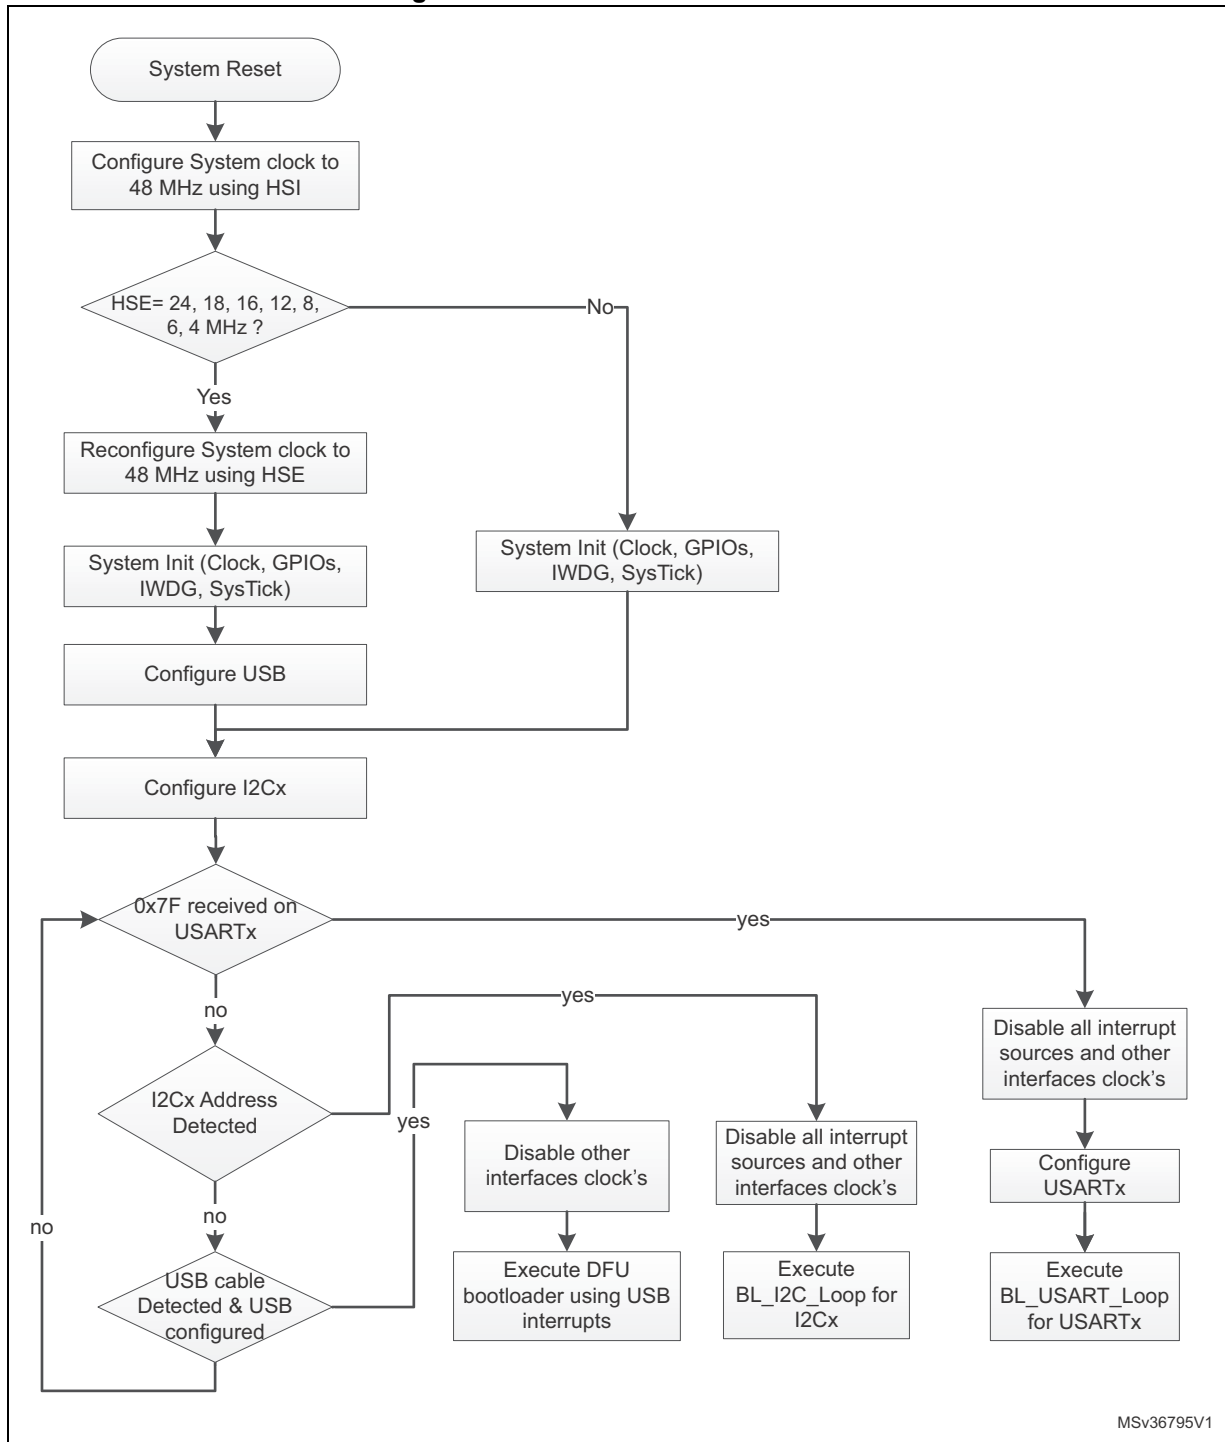 System Reset
Configure System clock to
48 MHz using HSI
HSE= 24, 18, 16, 12, 8,
6, 4 MHz ?
No
Yes
Reconfigure System clock to
48 MHz using HSE
System Init (Clock, GPIOs,
IWDG, SysTick)
System Init (Clock, GPIOs,
IWDG, SysTick)
Configure USB
Configure I2Cx
0x7F received on
USARTx
yes
no
yes
Disable all interrupt
sources and other
interfaces clock's
I2Cx Address
Detected
yes
Disable other
interfaces clock's
Disable all interrupt
sources and other
interfaces clock's
Configure
USARTx
no
no
USB cable
Detected & USB
configured
Execute DFU
bootloader using USB
interrupts
Execute
BL_I2C_Loop for
I2Cx
Execute
BL_USART_Loop
for USARTx
MSv36795V1